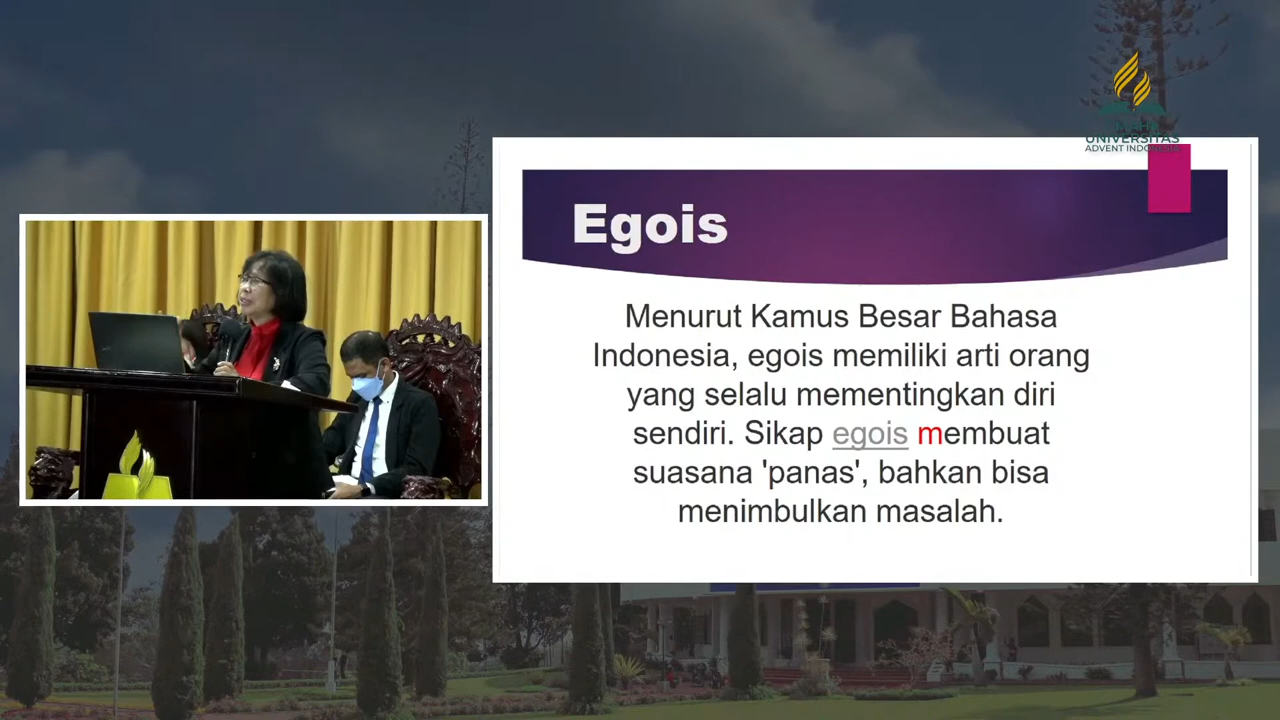 UNIVERSITAS
ADVENT INDONESIA
Egois
Menurut Kamus Besar Bahasa
Indonesia, egois memiliki arti orang
yang selalu mementingkan diri
sendiri. Sikap egois membuat
suasana 'panas', bahkan bisa
menimbulkan masalah.